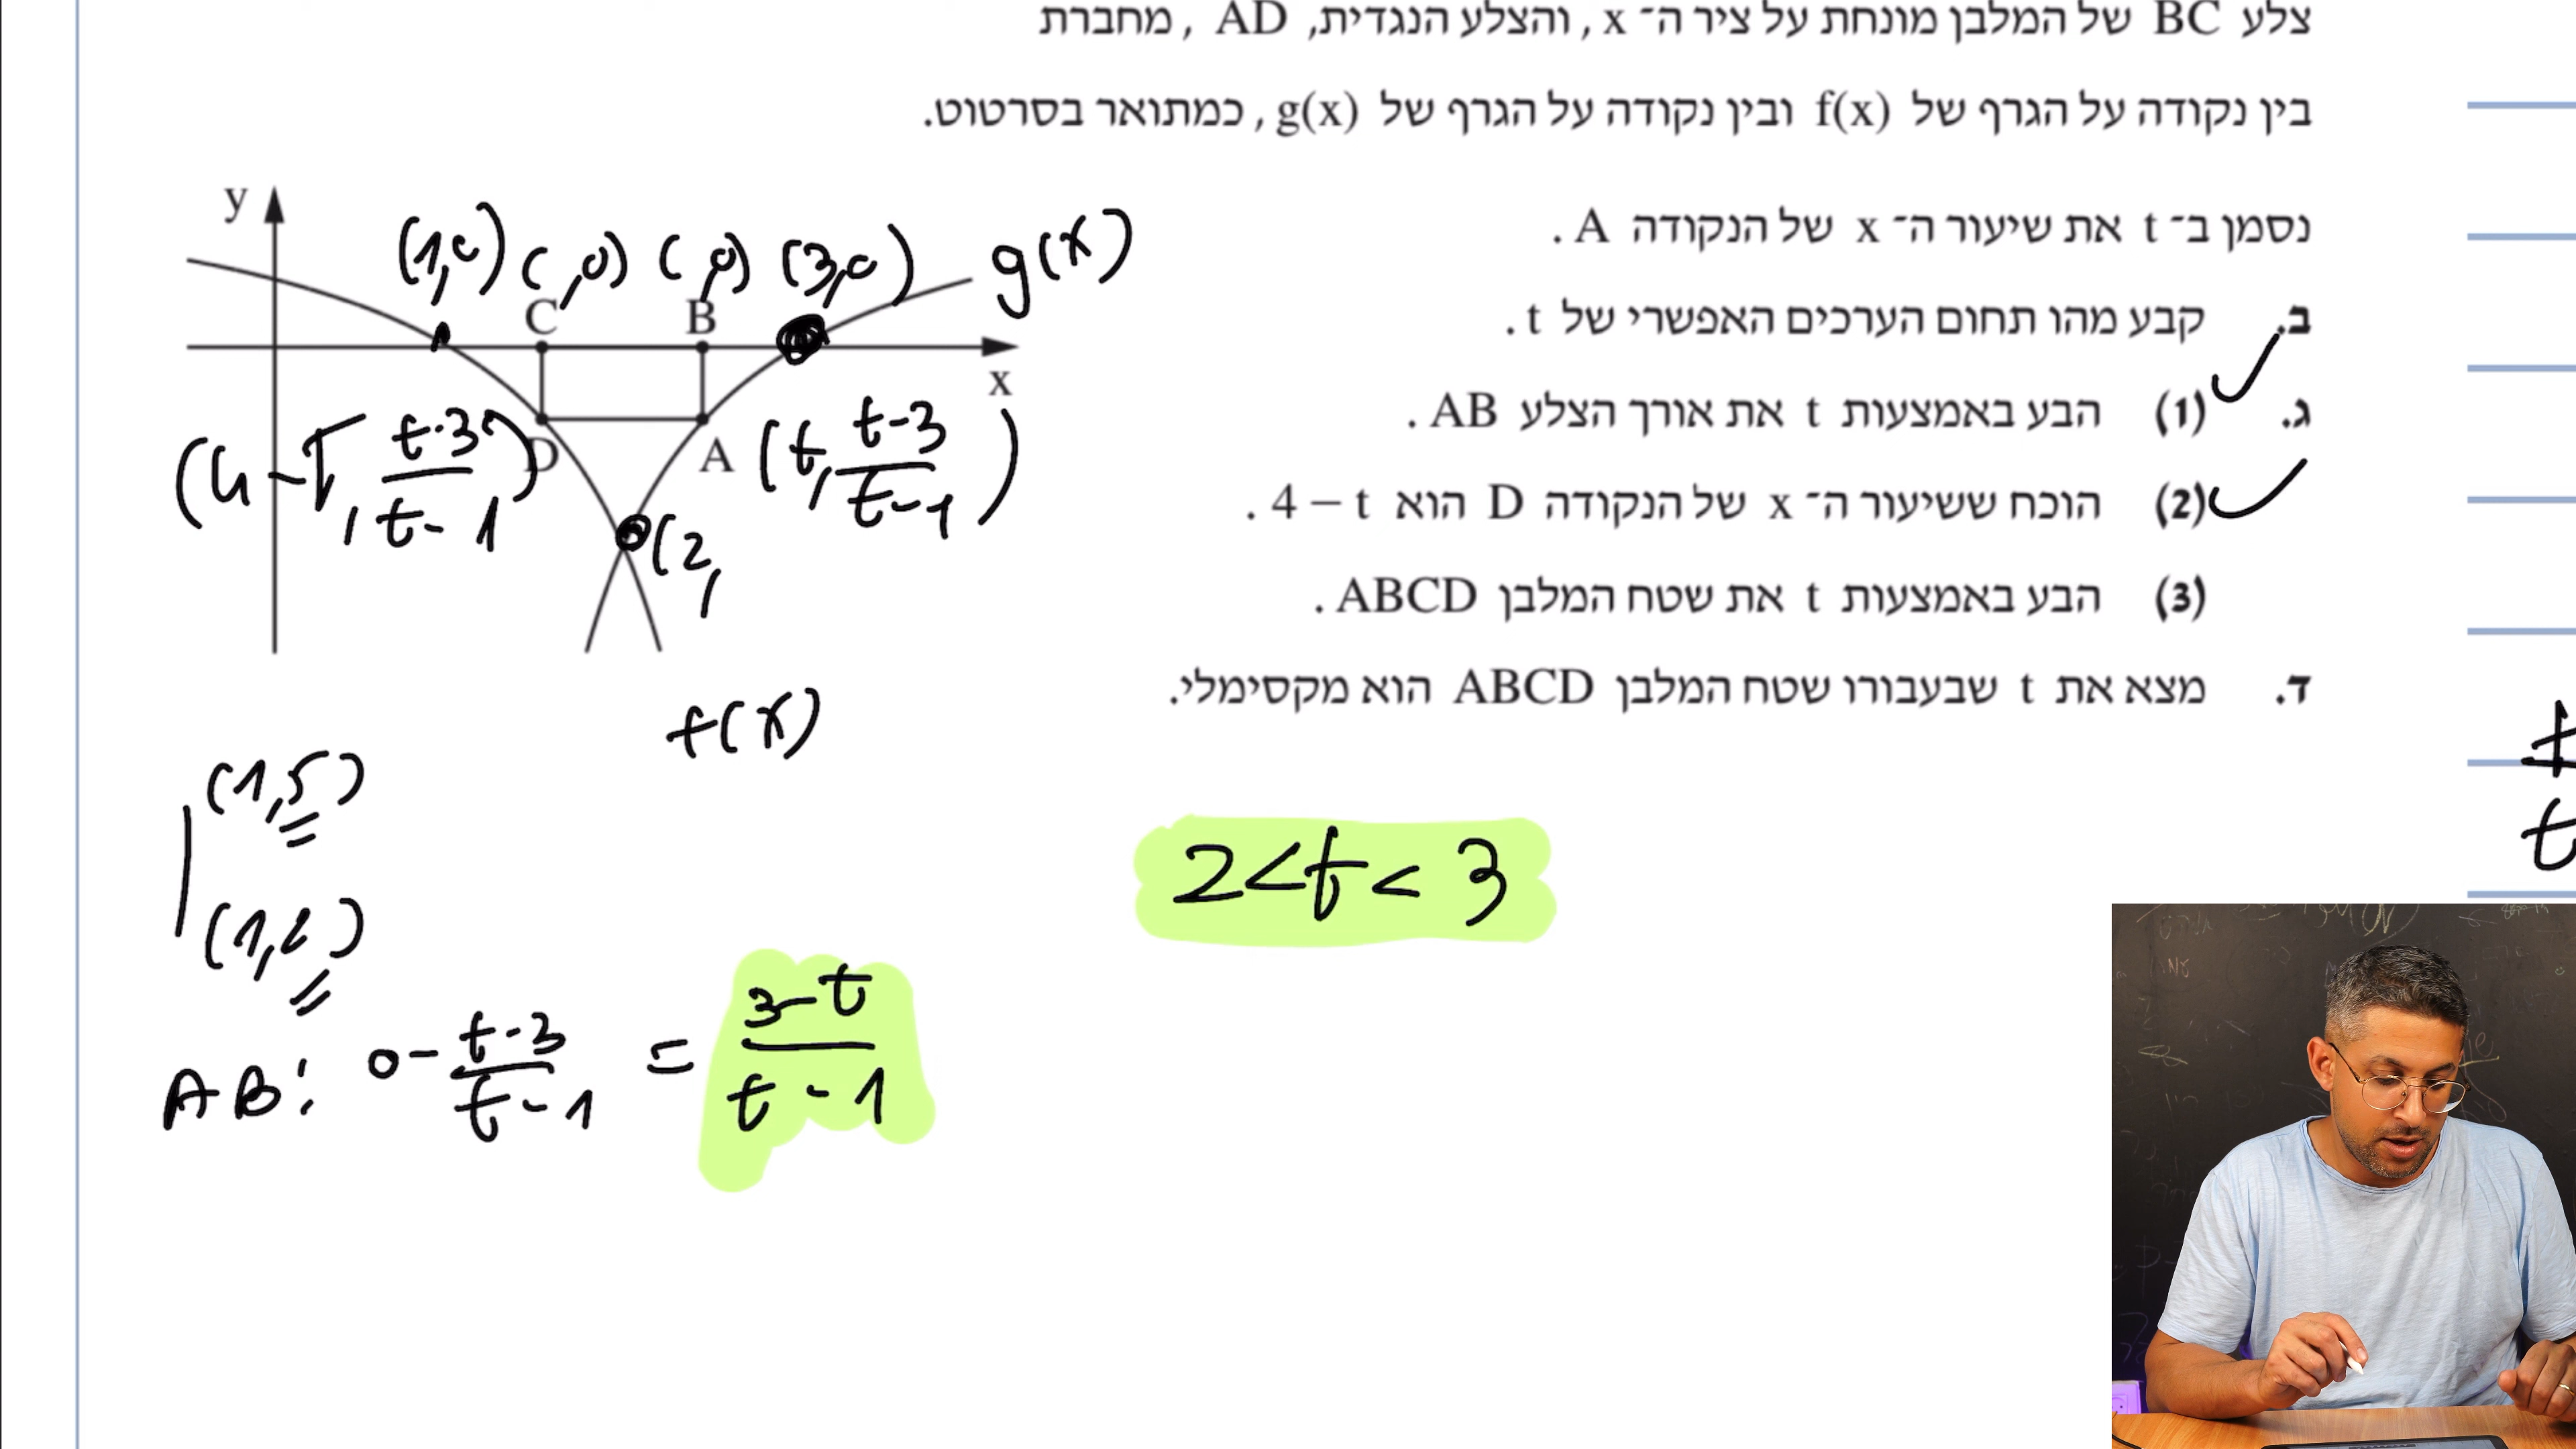 צלע BC של המלבן מונחת על ציר ה־ x , והצלע הנגדית, AD , מחברת
בין נקודה על הגרף של f(x) ובין נקודה על הגרף של g(x) , כמתואר בסרטוט.
נסמן ב־ t את שיעור ה־ x של הנקודה A .
ב. קבע מהו תחום הערכים האפשרי של t .
ג. (1) הבע באמצעות t את אורך הצלע AB .
(2) הוכח ששיעור ה־ x של הנקודה D הוא 4 − t .
(3) הבע באמצעות t את שטח המלבן ABCD .
ד. מצא את t שבעבורו שטח המלבן ABCD הוא מקסימלי.
y
(1,0) ( ,0) ( ,0) (3,0) g(x)
C B
x
D A
(t, t-3
t-1)
t-3
t-1
(2,
f(x)
(1,5)
(1,2)
2<t<3
AB: 0- t-3
t-1
= 3-t
t-1
t
t